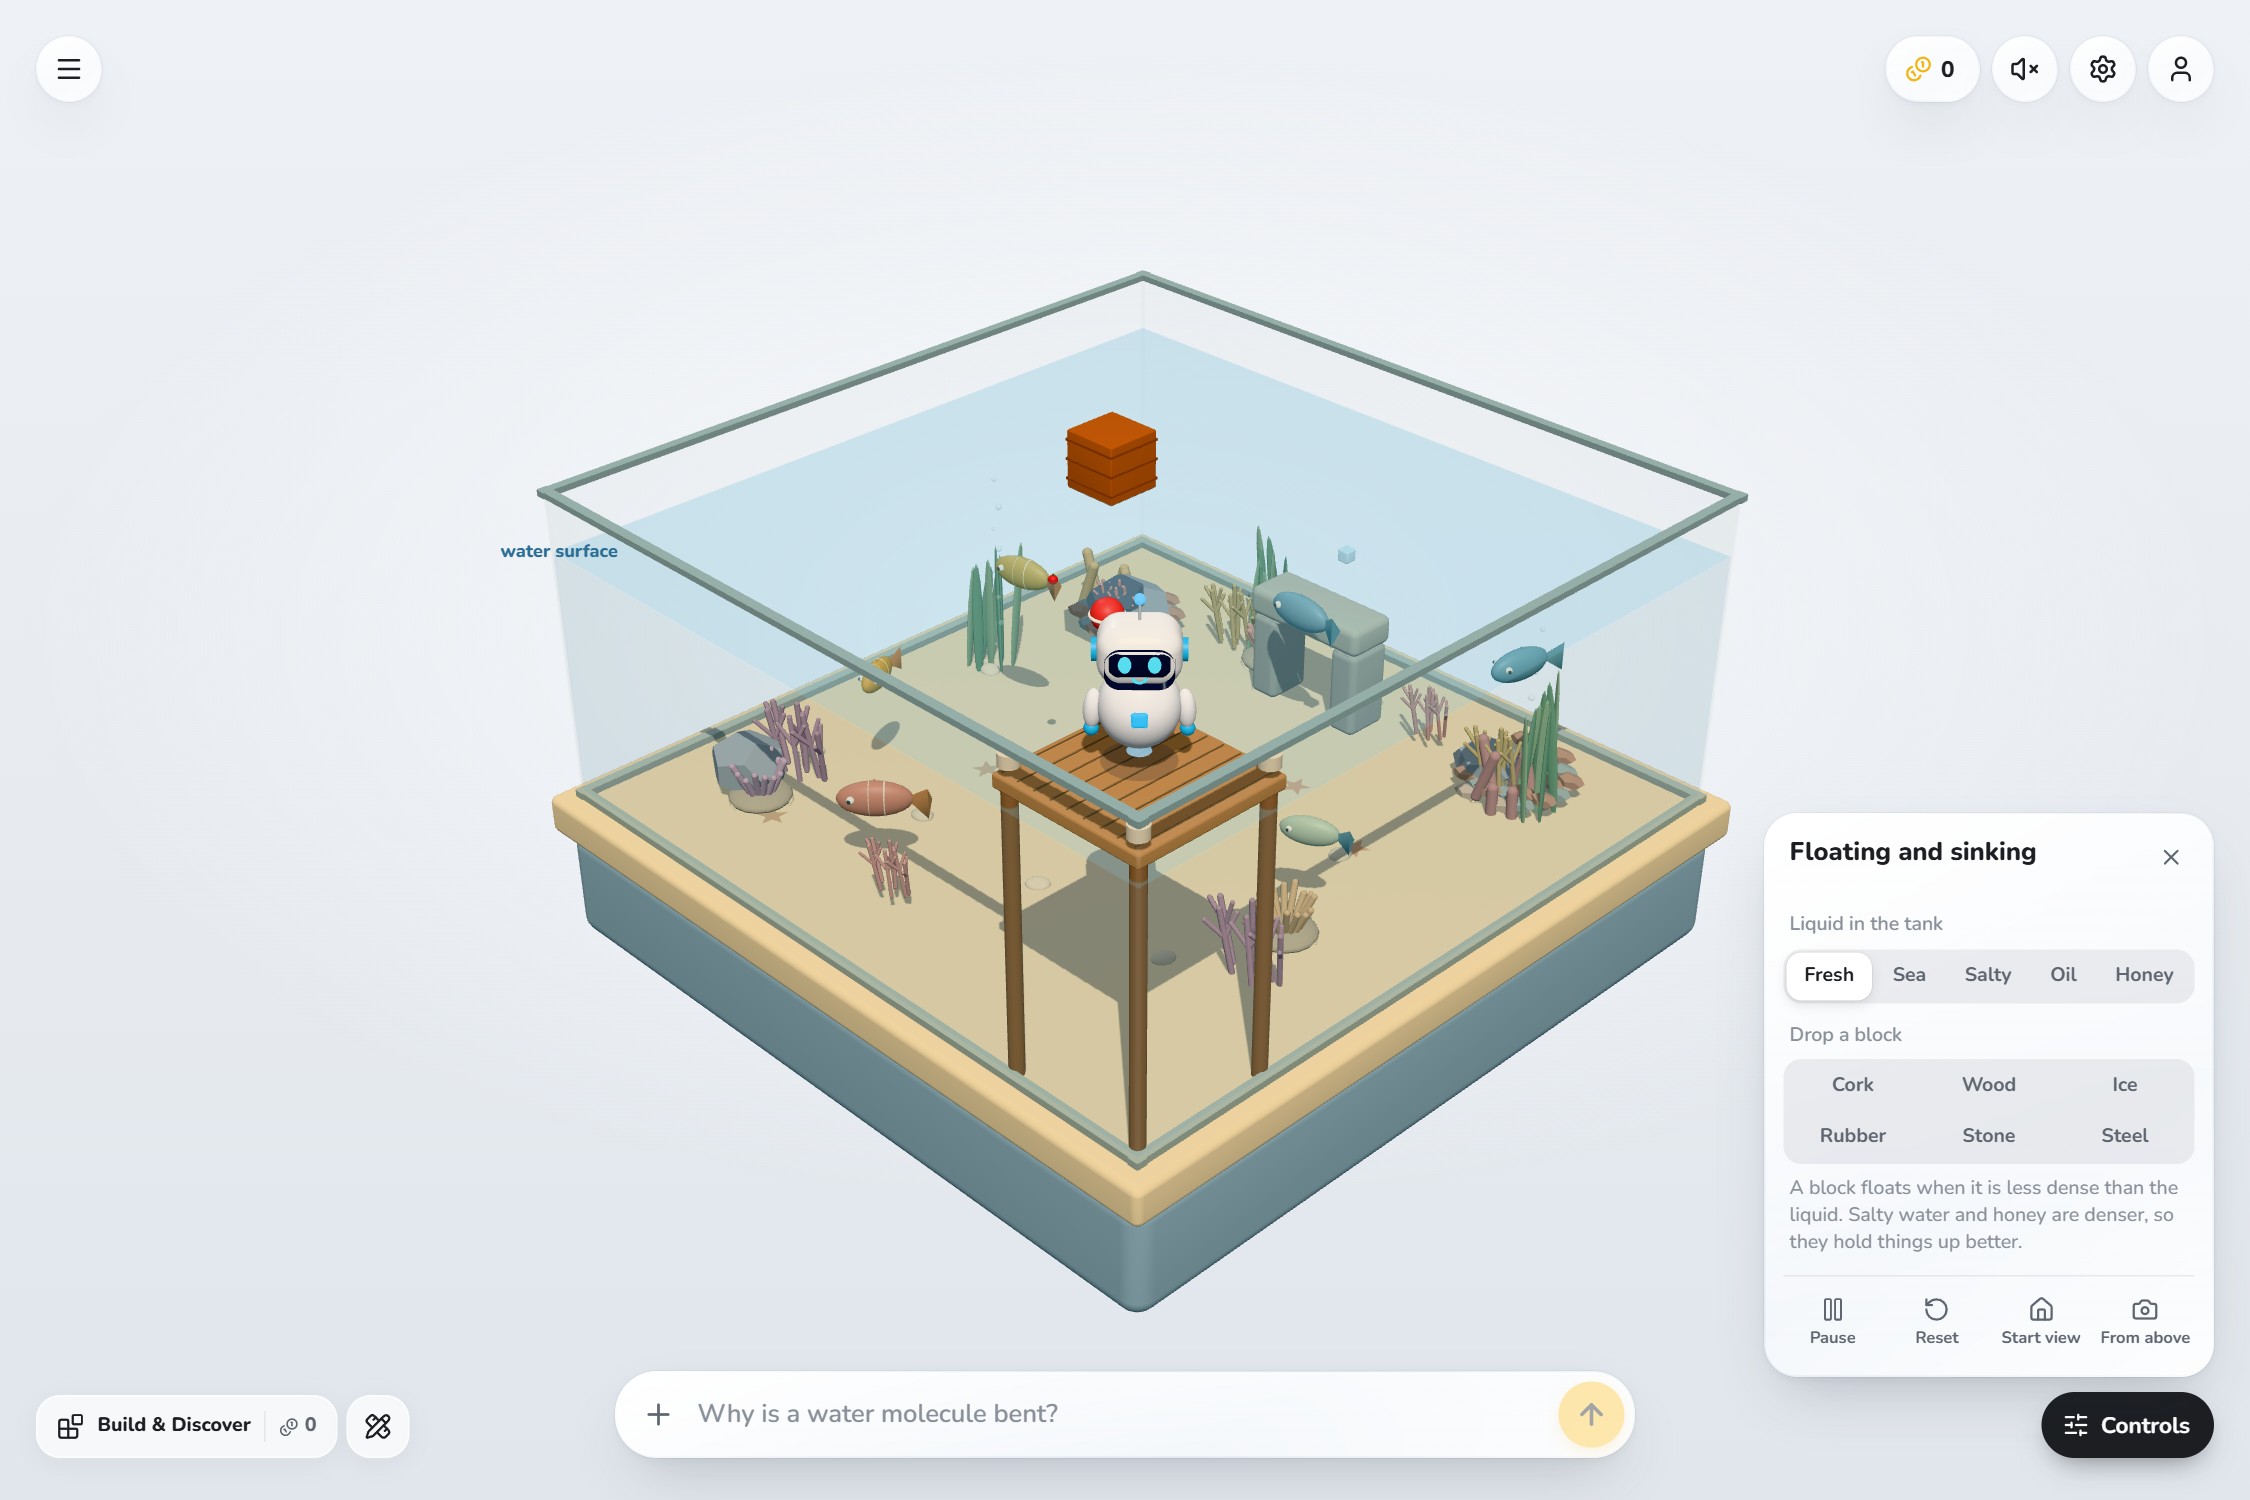 0
water surface
Floating and sinking
Liquid in the tank
Fresh Sea Salty Oil Honey
Drop a block
Cork Wood Ice
Rubber Stone Steel
A block floats when it is less dense than the
liquid. Salty water and honey are denser, so
they hold things up better.
Pause Reset Start view From above
Build & Discover 0
Why is a water molecule bent?
Controls